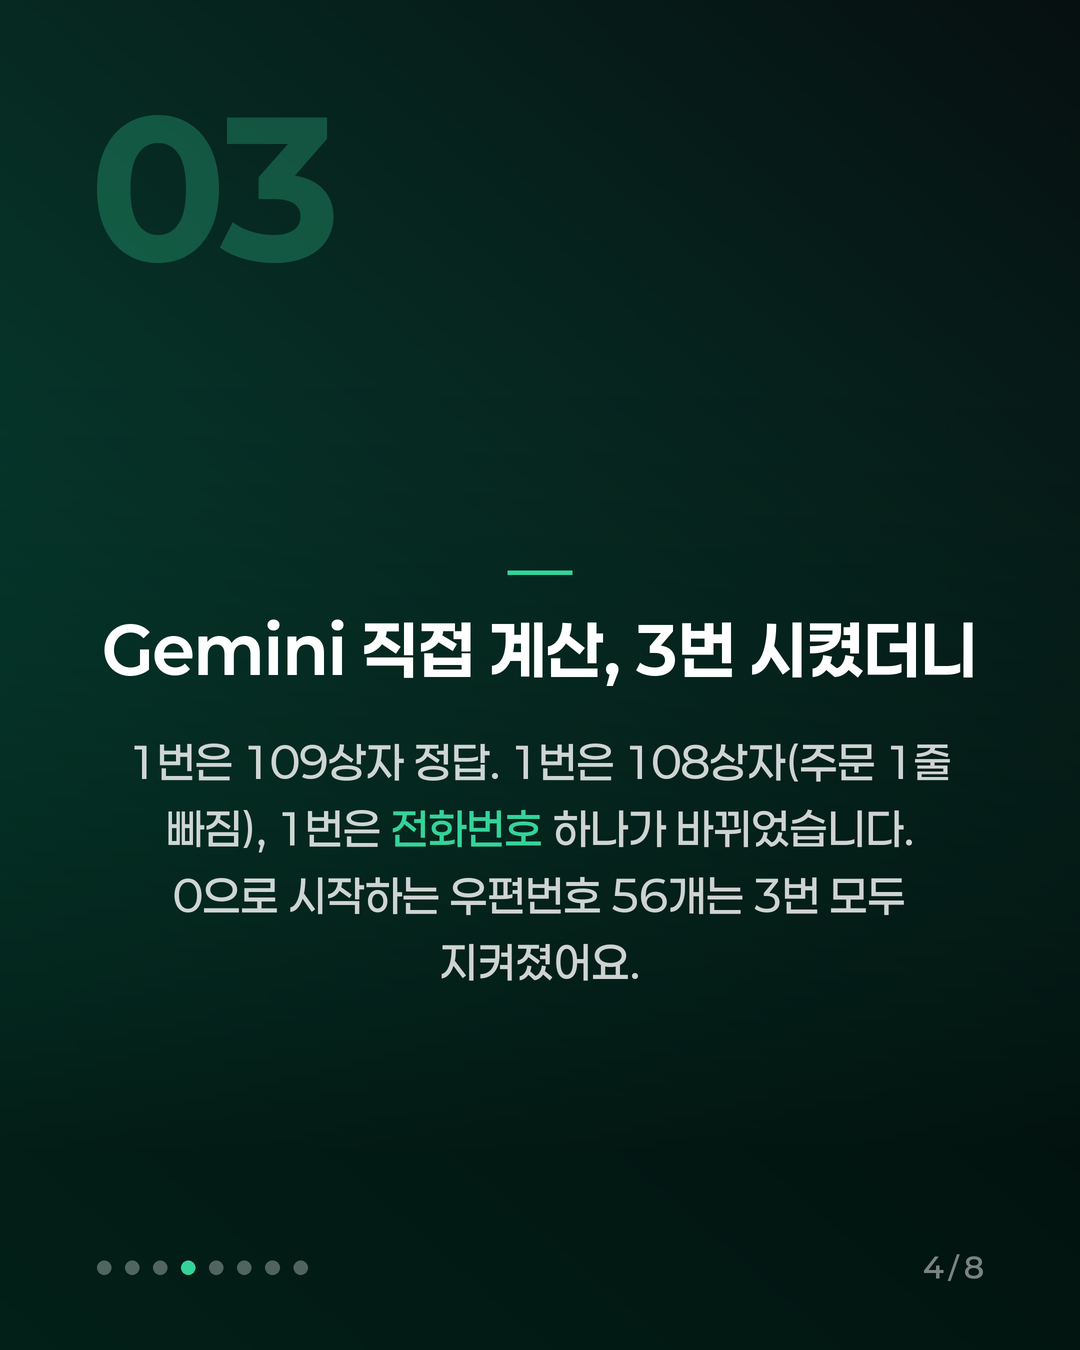 03
Gemini 직접 계산, 3번 시켰더니
1번은 109상자 정답. 1번은 108상자(주문 1줄
빠짐), 1번은 전화번호 하나가 바뀌었습니다.
0으로 시작하는 우편번호 56개는 3번 모두
지켜졌어요.
4/8